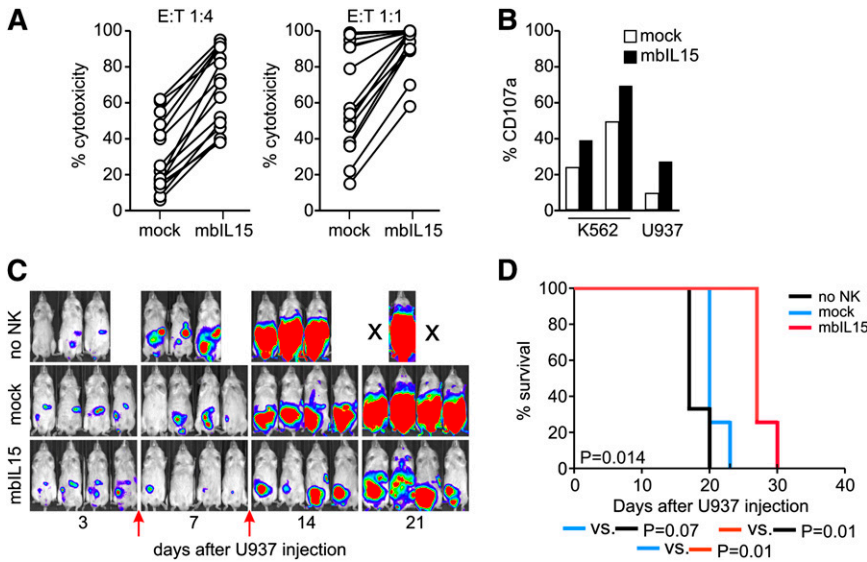 A
E:T 1:4
E:T 1:1
% cytotoxicity
100
80
60
40
20
0
mock mbIL15
% cytotoxicity
100
80
60
40
20
0
mock mbIL15
B
mock
mbIL15
% CD107a
100
80
60
40
20
0
K562 U937
C
no NK
X X
mock
mbIL15
3 7 14 21
days after U937 injection
D
no NK
mock
mbIL15
% survival
100
80
60
40
20
0
P=0.014
0 10 20 30 40
Days after U937 injection
vs. P=0.07 vs. P=0.01
vs. P=0.01